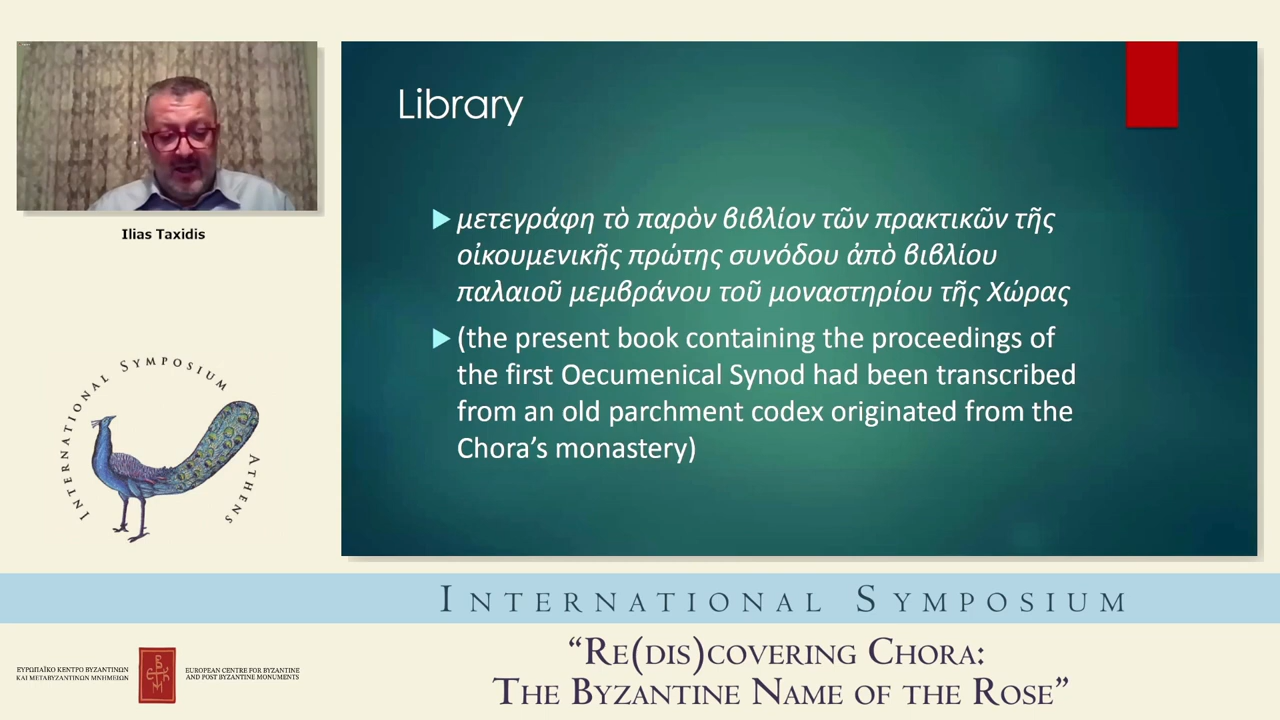 Ilias Taxidis
Library
μετεγράφη τὸ παρὸν βιβλίον τῶν πρακτικῶν τῆς
οἰκουμενικῆς πρώτης συνόδου ἀπὸ βιβλίου
παλαιοῦ μεμβράνου τοῦ μοναστηρίου τῆς Χώρας
(the present book containing the proceedings of
the first Oecumenical Synod had been transcribed
from an old parchment codex originated from the
Chora’s monastery)
INTERNATIONAL SYMPOSIUM ATHENS
INTERNATIONAL SYMPOSIUM
“RE(DIS)COVERING CHORA:
THE BYZANTINE NAME OF THE ROSE”
ΕΥΡΩΠΑΪΚΟ ΚΕΝΤΡΟ ΒΥΖΑΝΤΙΝΩΝ
ΚΑΙ ΜΕΤΑΒΥΖΑΝΤΙΝΩΝ ΜΝΗΜΕΙΩΝ
EUROPEAN CENTRE FOR BYZANTINE
AND POST BYZANTINE MONUMENTS